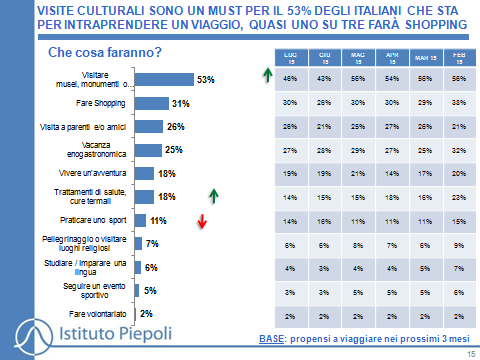 VISITE CULTURALI SONO UN MUST PER IL 53% DEGLI ITALIANI CHE STA
PER INTRAPRENDERE UN VIAGGIO, QUASI UNO SU TRE FARÀ SHOPPING
Che cosa faranno?
LUG 15 GIU 15 MAG 15 APR 15 MAR 15 FEB 15
Visitare musei, monumenti o... 53% 46% 43% 56% 54% 56% 56%
Fare Shopping 31% 30% 26% 30% 30% 29% 38%
Visita a parenti e/o amici 26% 26% 21% 25% 27% 26% 21%
Vacanza enogastronomica 25% 27% 28% 29% 27% 25% 32%
Vivere un'avventura 18% 19% 19% 21% 14% 17% 20%
Trattamenti di salute, cure termali 18% 14% 15% 15% 18% 16% 23%
Praticare uno sport 11% 14% 16% 11% 11% 11% 15%
Pellegrinaggio o visitare luoghi religiosi 7% 6% 6% 8% 7% 6% 9%
Studiare / Imparare una lingua 6% 4% 3% 4% 4% 5% 7%
Seguire un evento sportivo 5% 3% 3% 5% 5% 5% 6%
Fare volontariato 2% 2% 2% 2% 2% 2% 2%
Istituto Piepoli
BASE: propensi a viaggiare nei prossimi 3 mesi
15